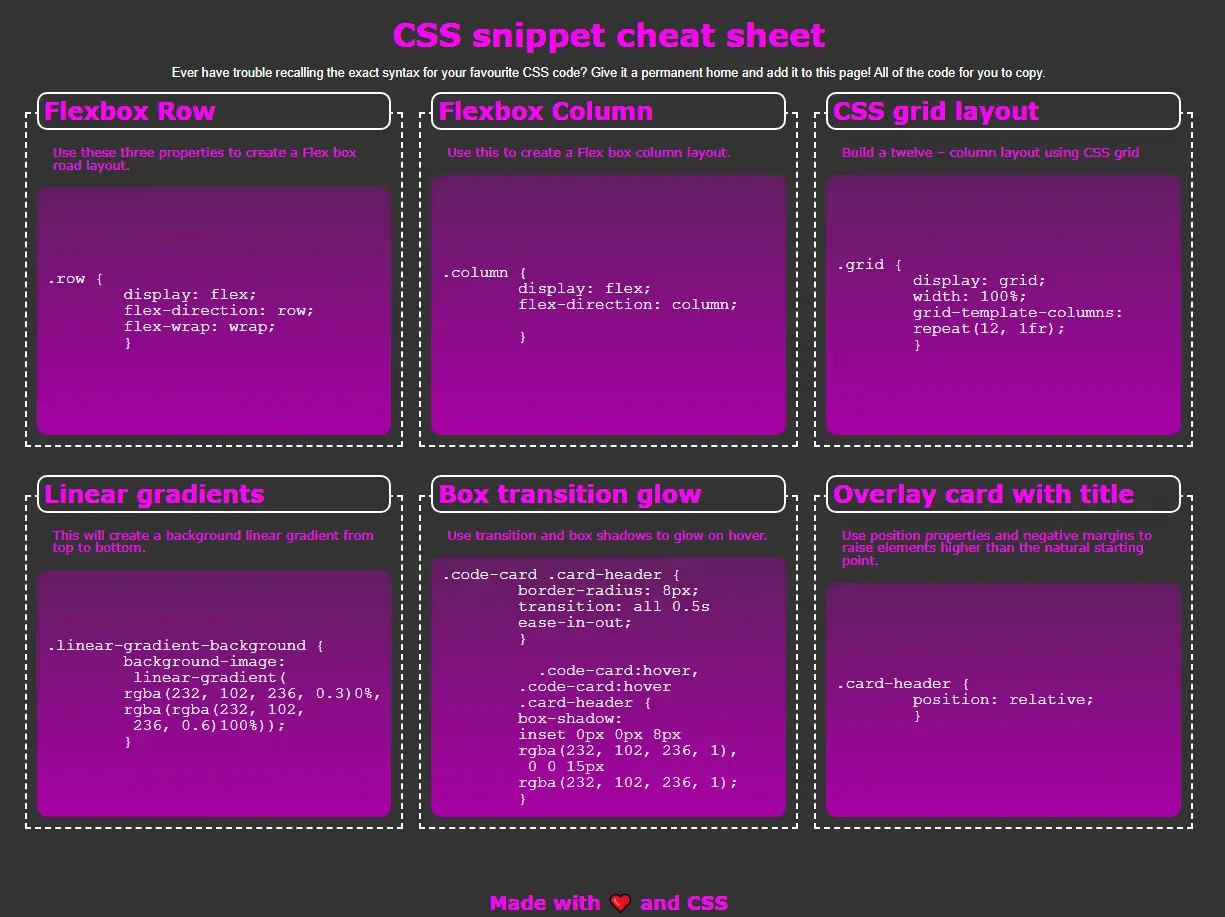 CSS snippet cheat sheet
Ever have trouble recalling the exact syntax for your favourite CSS code? Give it a permanent home and add it to this page! All of the code for you to copy.
Flexbox Row
Use these three properties to create a Flex box
road layout.
.row {
display: flex;
flex-direction: row;
flex-wrap: wrap;
}
Flexbox Column
Use this to create a Flex box column layout.
.column {
display: flex;
flex-direction: column;
}
CSS grid layout
Build a twelve – column layout using CSS grid
.grid {
display: grid;
width: 100%;
grid-template-columns:
repeat(12, 1fr);
}
Linear gradients
This will create a background linear gradient from
top to bottom.
.linear-gradient-background {
background-image:
linear-gradient(
rgba(232, 102, 236, 0.3)0%,
rgba(rgba(232, 102,
236, 0.6)100%));
}
Box transition glow
Use transition and box shadows to glow on hover.
.code-card .card-header {
border-radius: 8px;
transition: all 0.5s
ease-in-out;
}
.code-card:hover,
.code-card:hover
.card-header {
box-shadow:
inset 0px 0px 8px
rgba(232, 102, 236, 1),
0 0 15px
rgba(232, 102, 236, 1);
}
Overlay card with title
Use position properties and negative margins to
raise elements higher than the natural starting
point.
.card-header {
position: relative;
}
Made with ❤️ and CSS